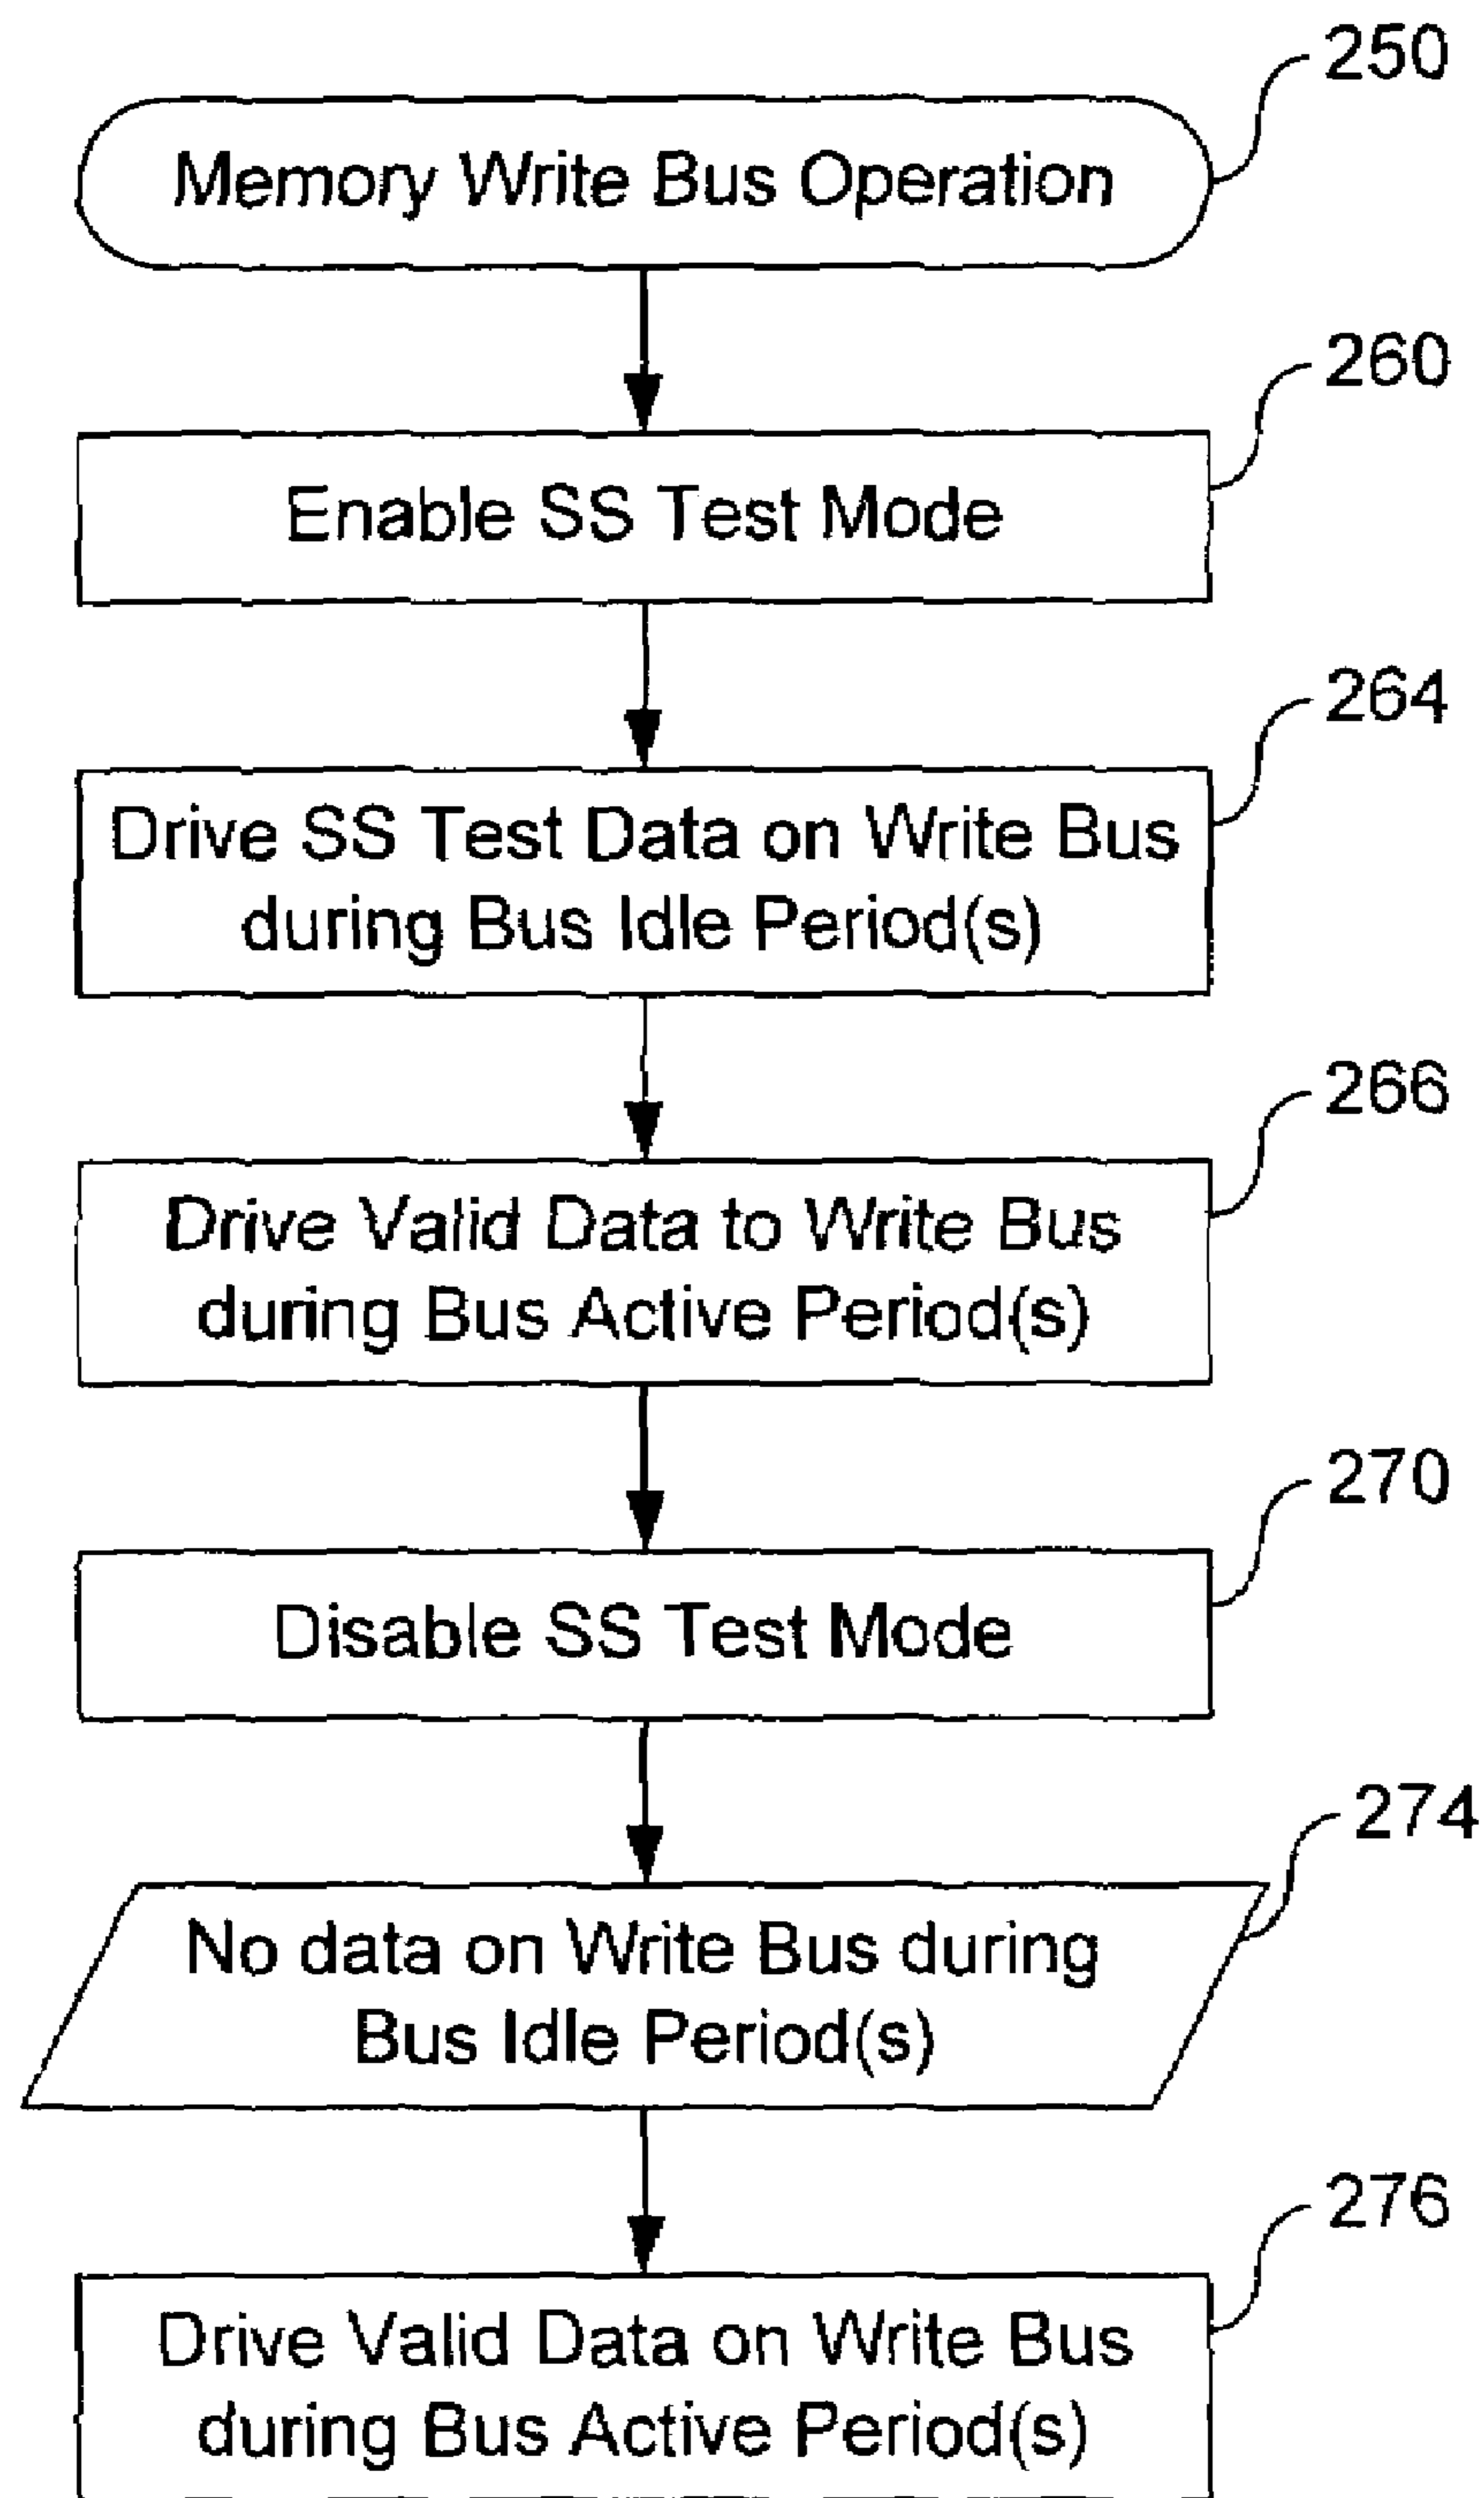 250
Memory Write Bus Operation
260
Enable SS Test Mode
264
Drive SS Test Data on Write Bus
during Bus Idle Period(s)
266
Drive Valid Data to Write Bus
during Bus Active Period(s)
270
Disable SS Test Mode
274
No data on Write Bus during
Bus Idle Period(s)
276
Drive Valid Data on Write Bus
during Bus Active Period(s)